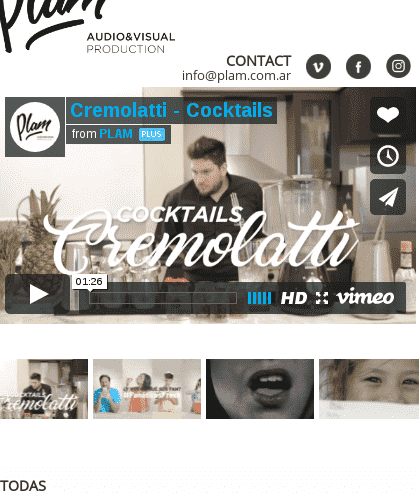 Plam
AUDIO&VISUAL
PRODUCTION
CONTACT
info@plam.com.ar
Plam
Cremolatti - Cocktails
from PLAM PLUS
COCKTAILS
Cremolatti
01:26
HD vimeo
Cremolatti
TODAS